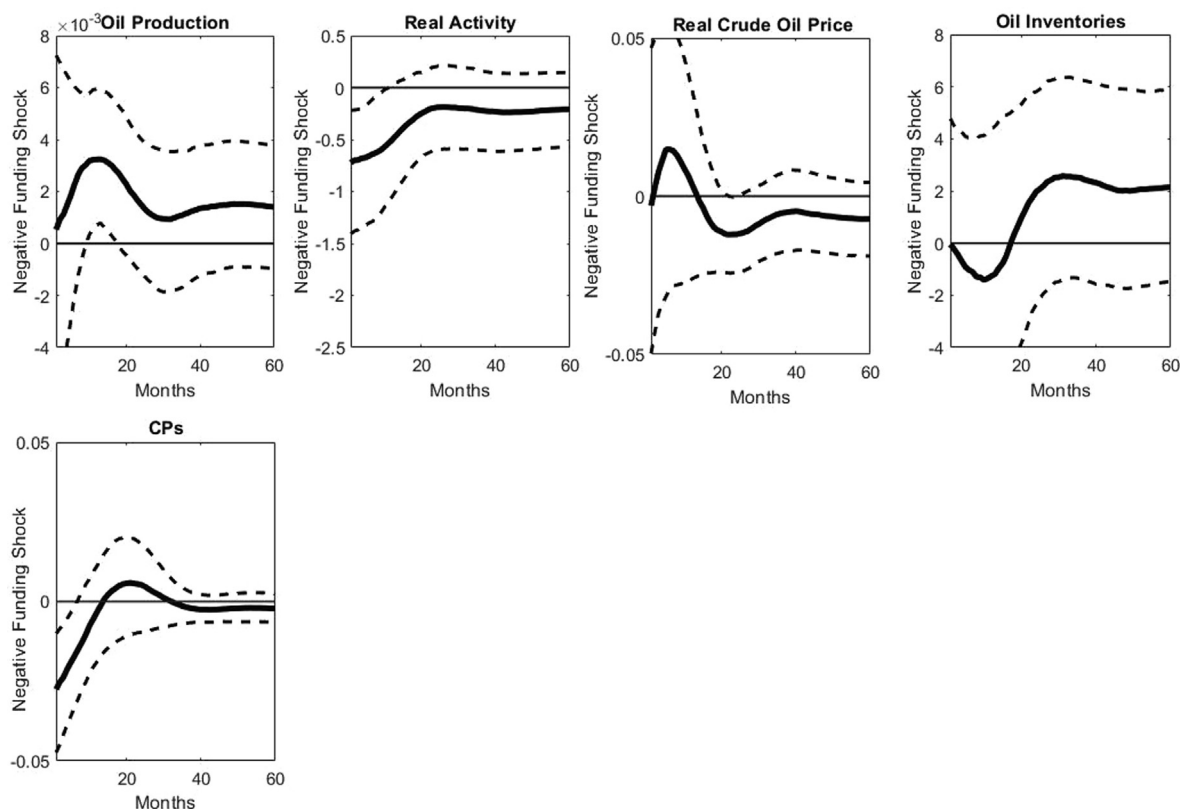 ×10-3 Oil Production
Negative Funding Shock
8
6
4
2
0
-2
-4
20
40
60
Months
Real Activity
Negative Funding Shock
0.5
0
-0.5
-1
-1.5
-2
-2.5
20
40
60
Months
Real Crude Oil Price
Negative Funding Shock
0.05
0
-0.05
20
40
60
Months
Oil Inventories
Negative Funding Shock
8
6
4
2
0
-2
-4
20
40
60
Months
CPs
Negative Funding Shock
0.05
0
-0.05
20
40
60
Months